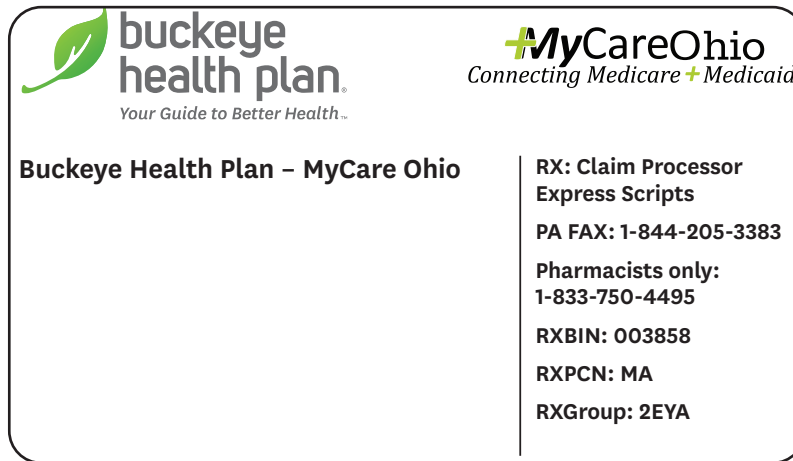 buckeye
health plan®
Your Guide to Better Health™
+MyCareOhio
Connecting Medicare + Medicaid
Buckeye Health Plan – MyCare Ohio
RX: Claim Processor
Express Scripts
PA FAX: 1-844-205-3383
Pharmacists only:
1-833-750-4495
RXBIN: 003858
RXPCN: MA
RXGroup: 2EYA